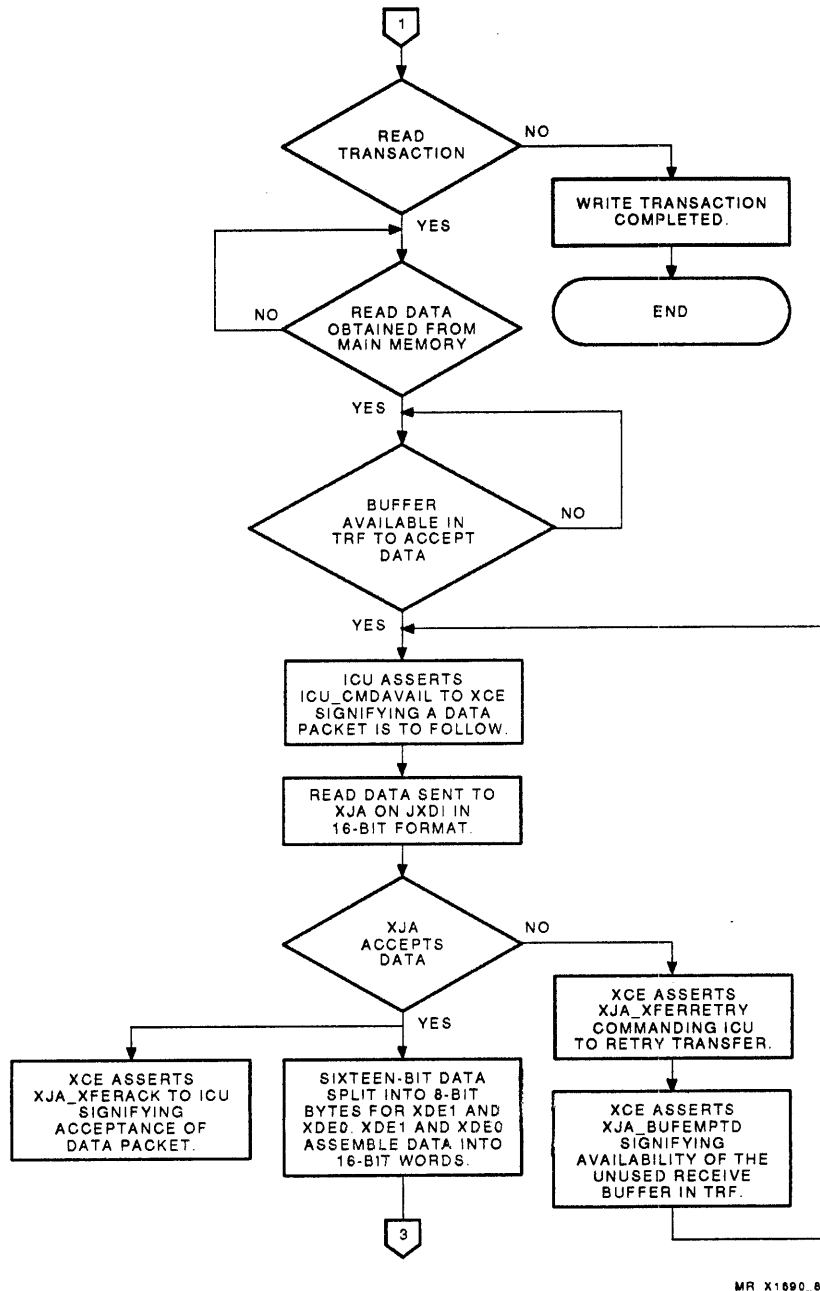 1
READ
TRANSACTION
NO
WRITE TRANSACTION
COMPLETED.
YES
END
NO
READ DATA
OBTAINED FROM
MAIN MEMORY
YES
BUFFER
AVAILABLE IN
TRF TO ACCEPT
DATA
NO
YES
ICU ASSERTS
ICU_CMDAVAIL TO XCE
SIGNIFYING A DATA
PACKET IS TO FOLLOW.
READ DATA SENT TO
XJA ON JXDI IN
16-BIT FORMAT.
XJA
ACCEPTS
DATA
NO
XCE ASSERTS
XJA_XFERRETRY
COMMANDING ICU
TO RETRY TRANSFER.
YES
XCE ASSERTS
XJA_XFERACK TO ICU
SIGNIFYING
ACCEPTANCE OF
DATA PACKET.
SIXTEEN-BIT DATA
SPLIT INTO 8-BIT
BYTES FOR XDE1 AND
XDE0. XDE1 AND XDE0
ASSEMBLE DATA INTO
16-BIT WORDS.
XCE ASSERTS
XJA_BUFEMPTD
SIGNIFYING
AVAILABILITY OF THE
UNUSED RECEIVE
BUFFER IN TRF.
3